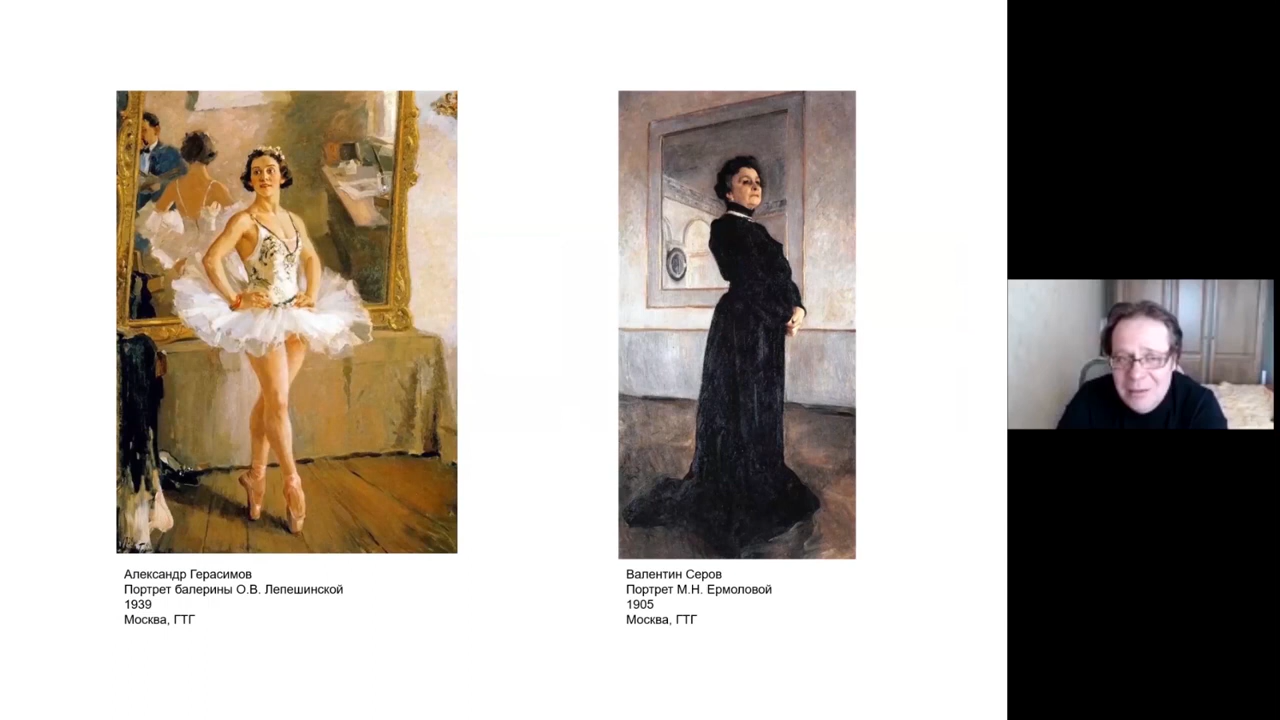 Александр Герасимов
Портрет балерины О.В. Лепешинской
1939
Москва, ГТГ
Валентин Серов
Портрет М.Н. Ермоловой
1905
Москва, ГТГ